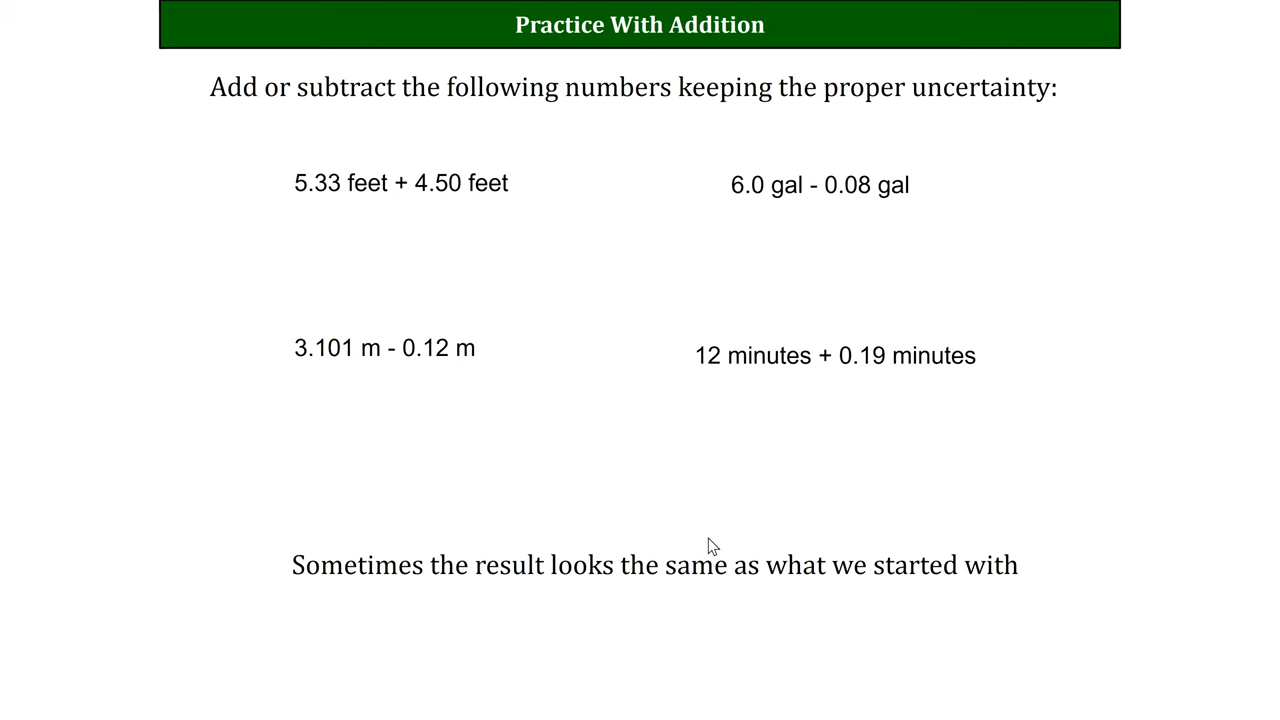 Practice With Addition
Add or subtract the following numbers keeping the proper uncertainty:
5.33 feet + 4.50 feet
6.0 gal - 0.08 gal
3.101 m - 0.12 m
12 minutes + 0.19 minutes
Sometimes the result looks the same as what we started with